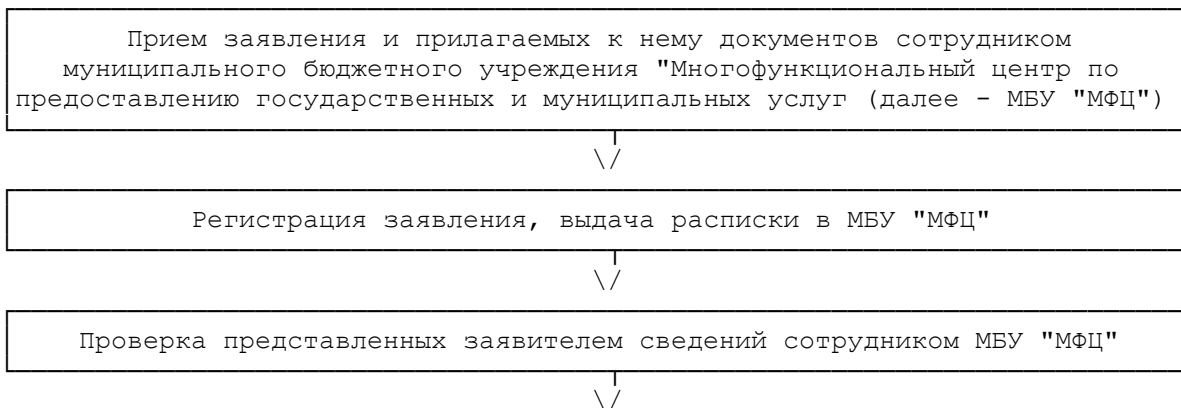 Прием заявления и прилагаемых к нему документов сотрудником
муниципального бюджетного учреждения "Многофункциональный центр по
предоставлению государственных и муниципальных услуг (далее - МБУ "МФЦ")
\/
Регистрация заявления, выдача расписки в МБУ "МФЦ"
\/
Проверка представленных заявителем сведений сотрудником МБУ "МФЦ"
\/